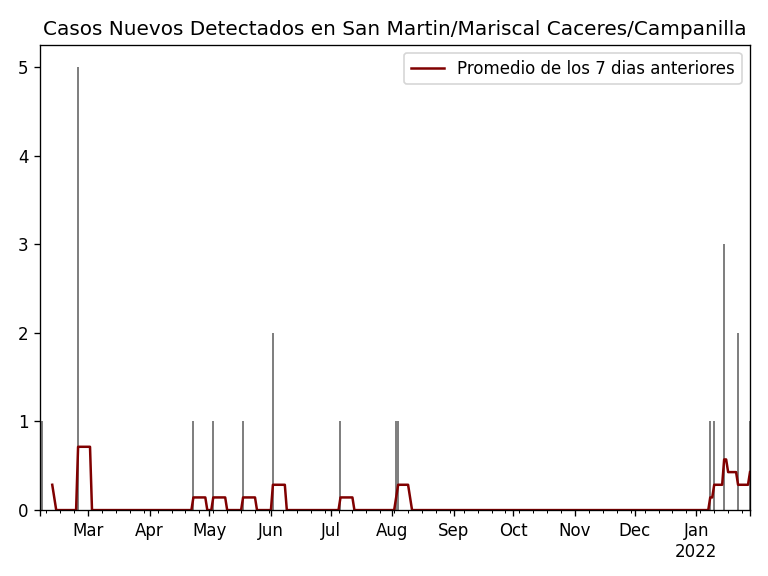 Casos Nuevos Detectados en San Martin/Mariscal Caceres/Campanilla
Promedio de los 7 dias anteriores
5
4
3
2
1
0
Mar Apr May Jun Jul Aug Sep Oct Nov Dec Jan
2022